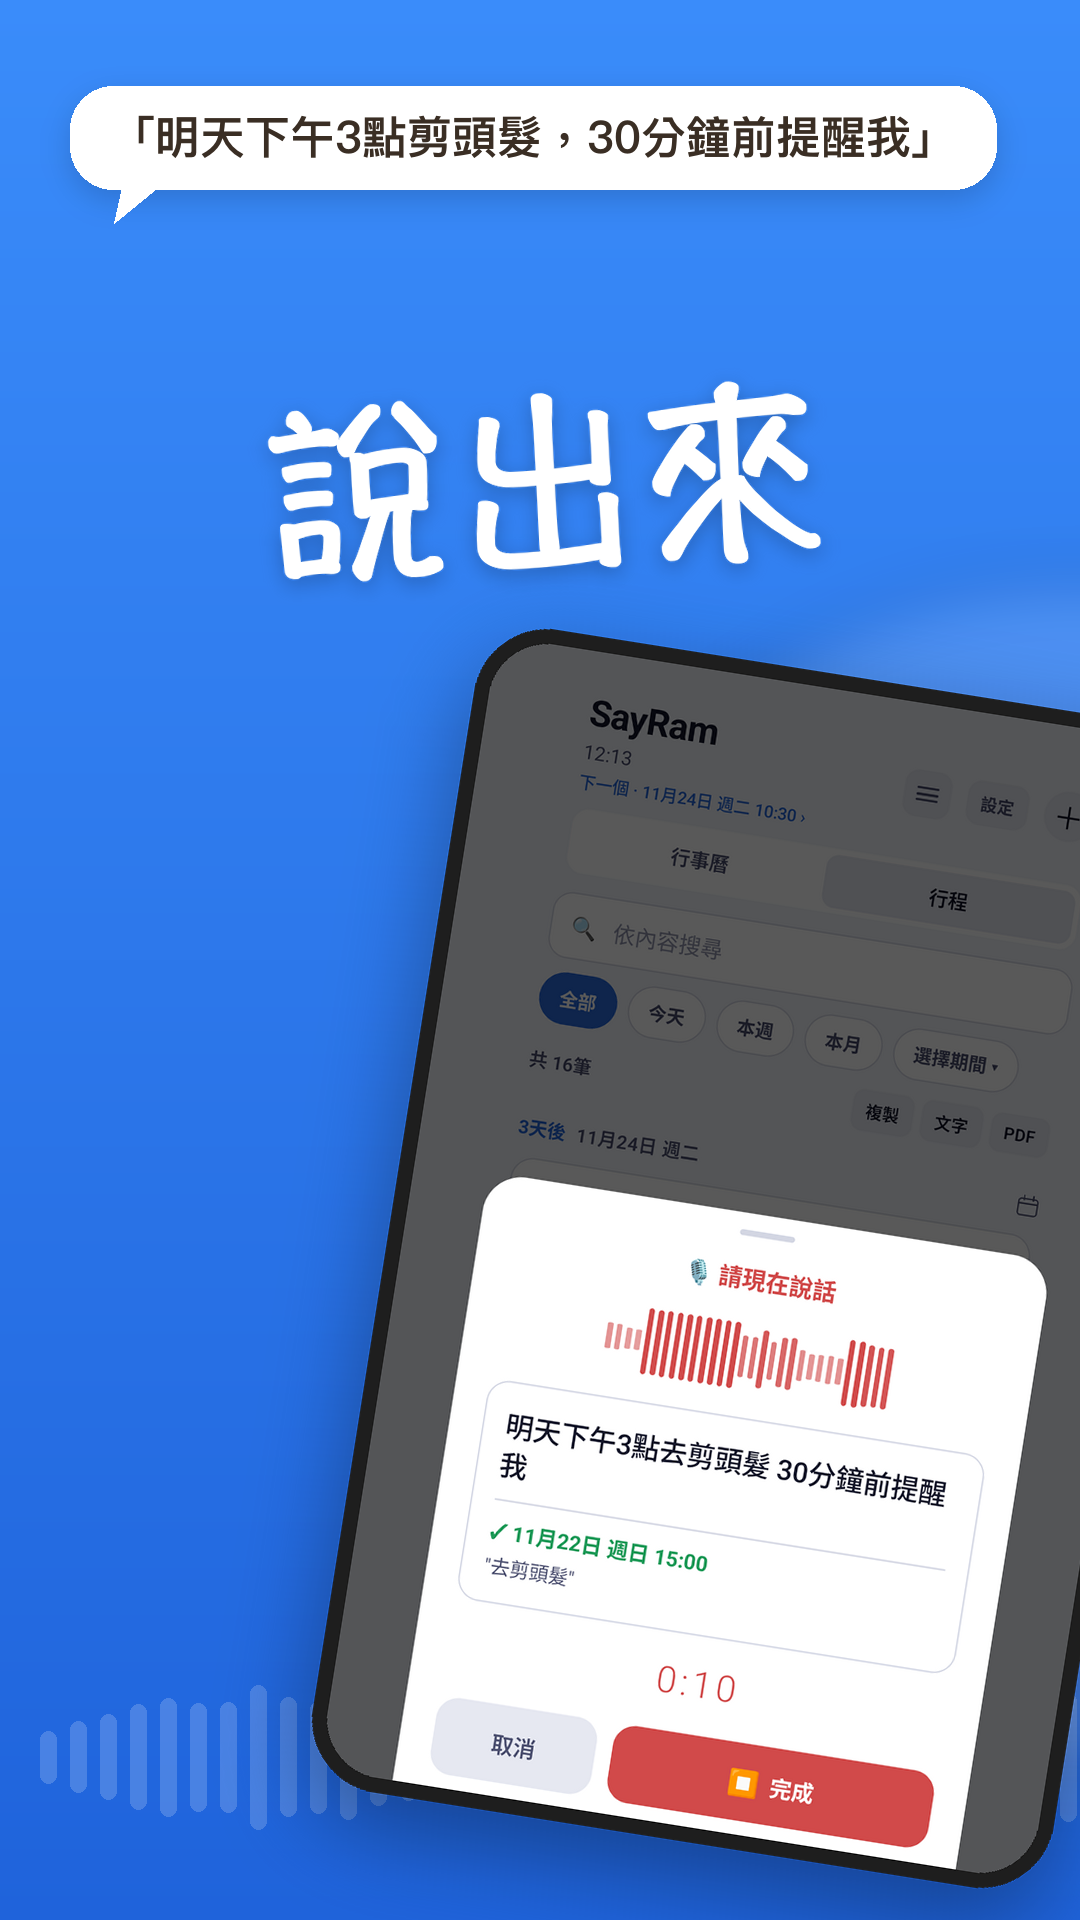 「明天下午3點剪頭髮，30分鐘前提醒我」
說出來
SayRam
12:13
下一個 · 11月24日 週二 10:30 ›
設定
行事曆
行程
依內容搜尋
全部
今天
本週
本月
選擇期間 ▾
共 16筆
複製
文字
PDF
3天後 11月24日 週二
請現在說話
明天下午3點去剪頭髮 30分鐘前提醒
我
✓ 11月22日 週日 15:00
"去剪頭髮"
0:10
取消
完成